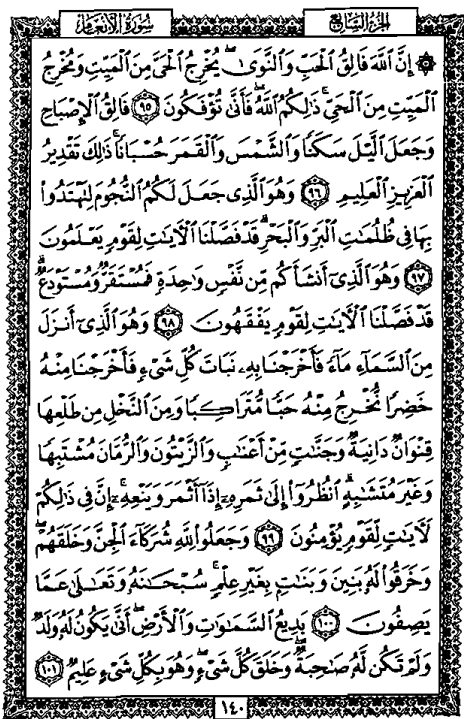 سورة الأنعام
الجزء السابع
۞ إِنَّ ٱللَّهَ فَالِقُ ٱلْحَبِّ وَٱلنَّوَىٰۖ يُخْرِجُ ٱلْحَىَّ مِنَ ٱلْمَيِّتِ وَمُخْرِجُ
ٱلْمَيِّتِ مِنَ ٱلْحَىِّۚ ذَٰلِكُمُ ٱللَّهُۖ فَأَنَّىٰ تُؤْفَكُونَ ٩٥ فَالِقُ ٱلْإِصْبَاحِ
وَجَعَلَ ٱلَّيْلَ سَكَنًا وَٱلشَّمْسَ وَٱلْقَمَرَ حُسْبَانًاۚ ذَٰلِكَ تَقْدِيرُ
ٱلْعَزِيزِ ٱلْعَلِيمِ ٩٦ وَهُوَ ٱلَّذِى جَعَلَ لَكُمُ ٱلنُّجُومَ لِتَهْتَدُوا۟
بِهَا فِى ظُلُمَٰتِ ٱلْبَرِّ وَٱلْبَحْرِۗ قَدْ فَصَّلْنَا ٱلْآيَٰتِ لِقَوْمٍ يَعْلَمُونَ
٩٧ وَهُوَ ٱلَّذِىٓ أَنشَأَكُم مِّن نَّفْسٍ وَٰحِدَةٍ فَمُسْتَقَرٌّ وَمُسْتَوْدَعٌۗ
قَدْ فَصَّلْنَا ٱلْآيَٰتِ لِقَوْمٍ يَفْقَهُونَ ٩٨ وَهُوَ ٱلَّذِىٓ أَنزَلَ
مِنَ ٱلسَّمَآءِ مَآءً فَأَخْرَجْنَا بِهِۦ نَبَاتَ كُلِّ شَىْءٍ فَأَخْرَجْنَا مِنْهُ
خَضِرًا نُّخْرِجُ مِنْهُ حَبًّا مُّتَرَاكِبًا وَمِنَ ٱلنَّخْلِ مِن طَلْعِهَا
قِنْوَانٌ دَانِيَةٌ وَجَنَّٰتٍ مِّنْ أَعْنَابٍ وَٱلزَّيْتُونَ وَٱلرُّمَّانَ مُشْتَبِهًا
وَغَيْرَ مُتَشَٰبِهٍۗ ٱنظُرُوٓا۟ إِلَىٰ ثَمَرِهِۦٓ إِذَآ أَثْمَرَ وَيَنْعِهِۦٓۚ إِنَّ فِى ذَٰلِكُمْ
لَآيَٰتٍ لِّقَوْمٍ يُؤْمِنُونَ ٩٩ وَجَعَلُوا۟ لِلَّهِ شُرَكَآءَ ٱلْجِنَّ وَخَلَقَهُمْۖ
وَخَرَقُوا۟ لَهُۥ بَنِينَ وَبَنَٰتٍۭ بِغَيْرِ عِلْمٍۚ سُبْحَٰنَهُۥ وَتَعَٰلَىٰ عَمَّا
يَصِفُونَ ١٠٠ بَدِيعُ ٱلسَّمَٰوَٰتِ وَٱلْأَرْضِۖ أَنَّىٰ يَكُونُ لَهُۥ وَلَدٌ
وَلَمْ تَكُن لَّهُۥ صَٰحِبَةٌۖ وَخَلَقَ كُلَّ شَىْءٍۖ وَهُوَ بِكُلِّ شَىْءٍ عَلِيمٌ ١٠١
١٤٠